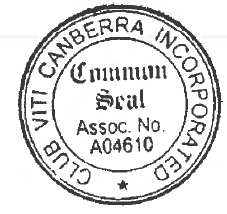 CLUB VITI CANBERRA INCORPORATED
Common
Seal
Assoc. No.
A04610